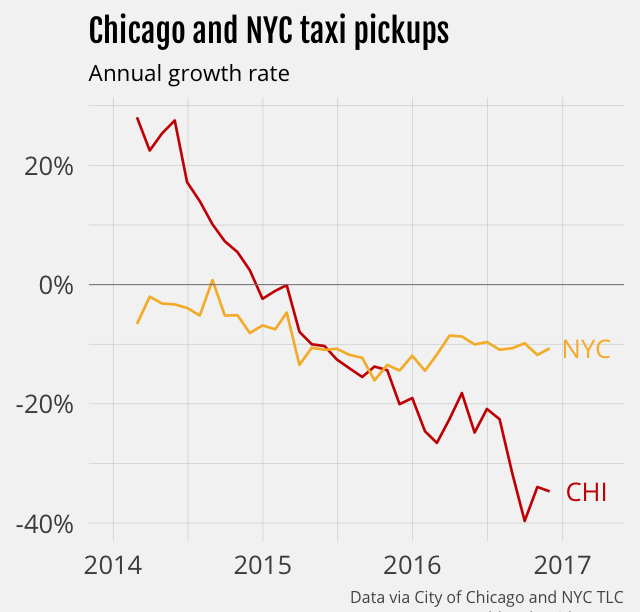 Chicago and NYC taxi pickups
Annual growth rate
20%
0%
NYC
-20%
CHI
-40%
2014 2015 2016 2017
Data via City of Chicago and NYC TLC